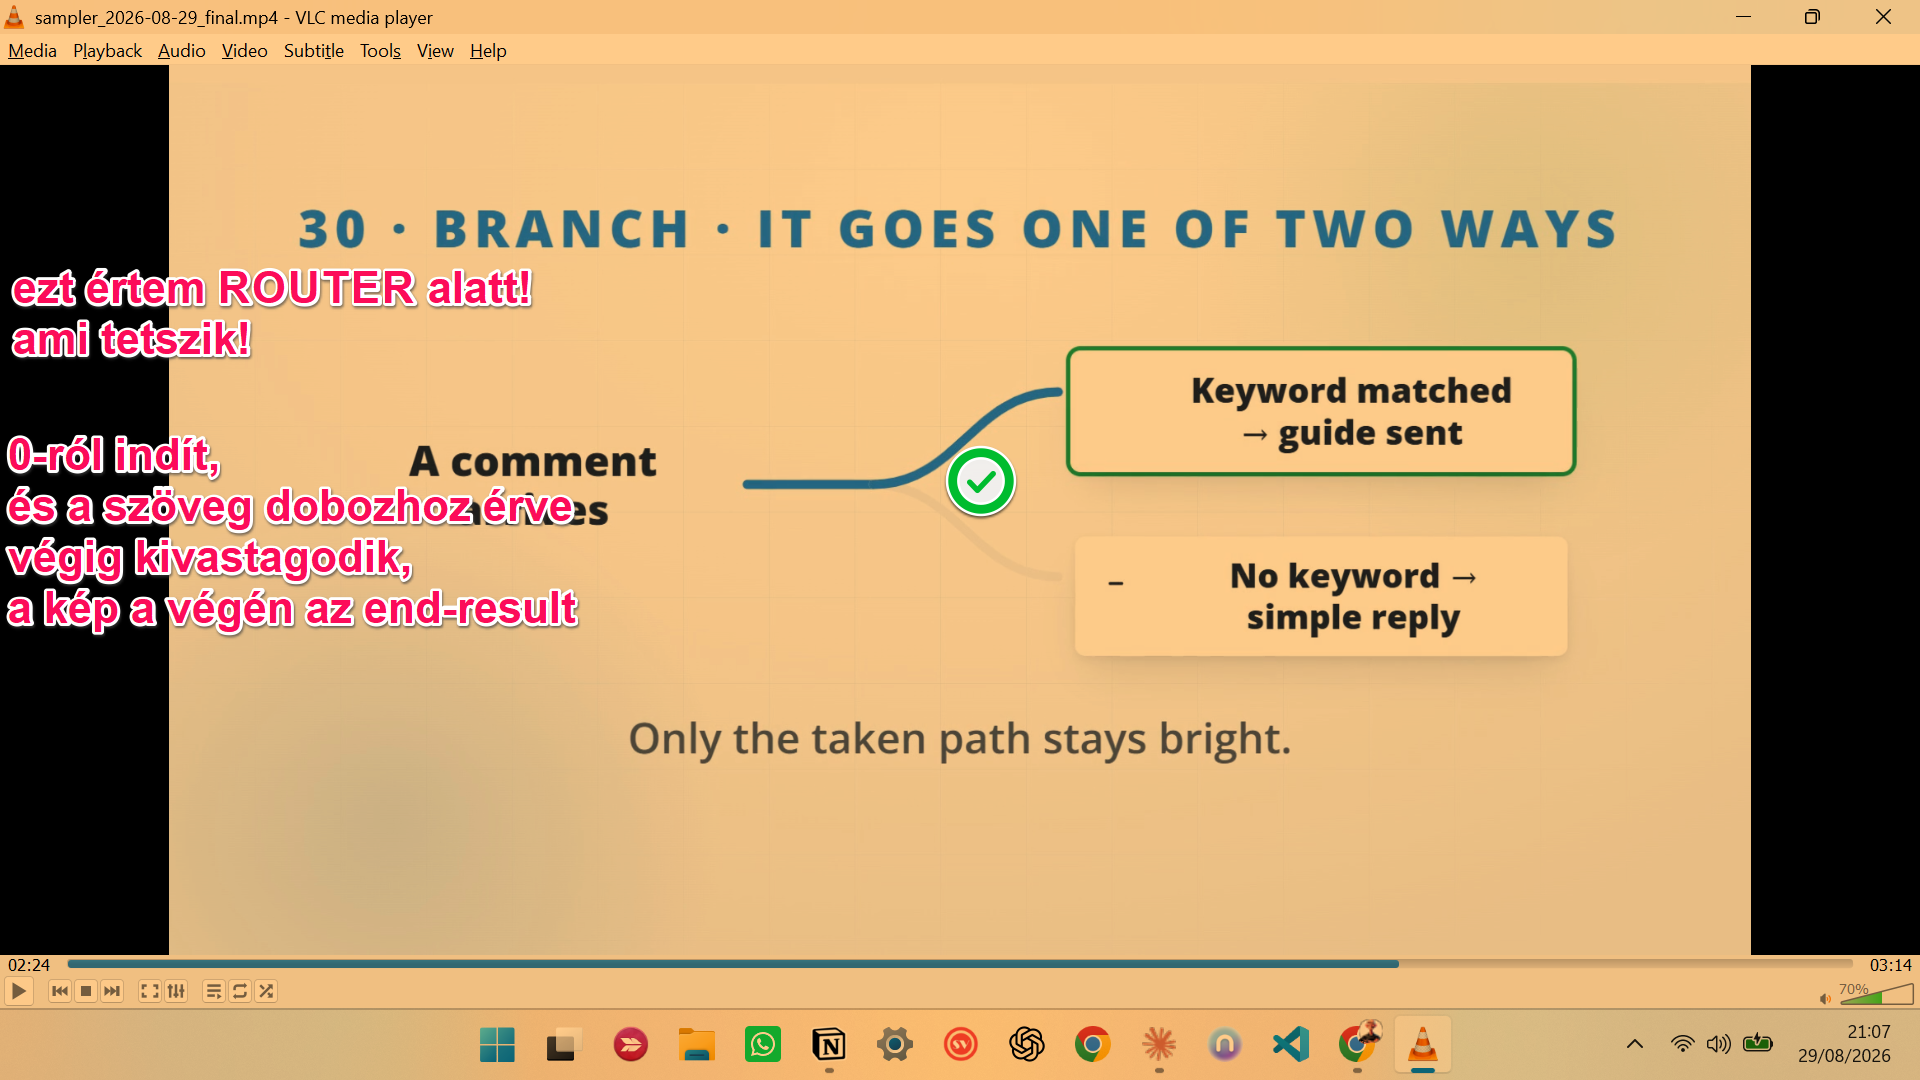 sampler_2026-08-29_final.mp4 - VLC media player
Media Playback Audio Video Subtitle Tools View Help
30 · BRANCH · IT GOES ONE OF TWO WAYS
ezt értem ROUTER alatt!
ami tetszik!
0-ról indít,
és a szöveg dobozhoz érve
végig kivastagodik,
a kép a végén az end-result
A comment
Keyword matched
→ guide sent
– No keyword →
simple reply
Only the taken path stays bright.
02:24
03:14
70%
21:07
29/08/2026